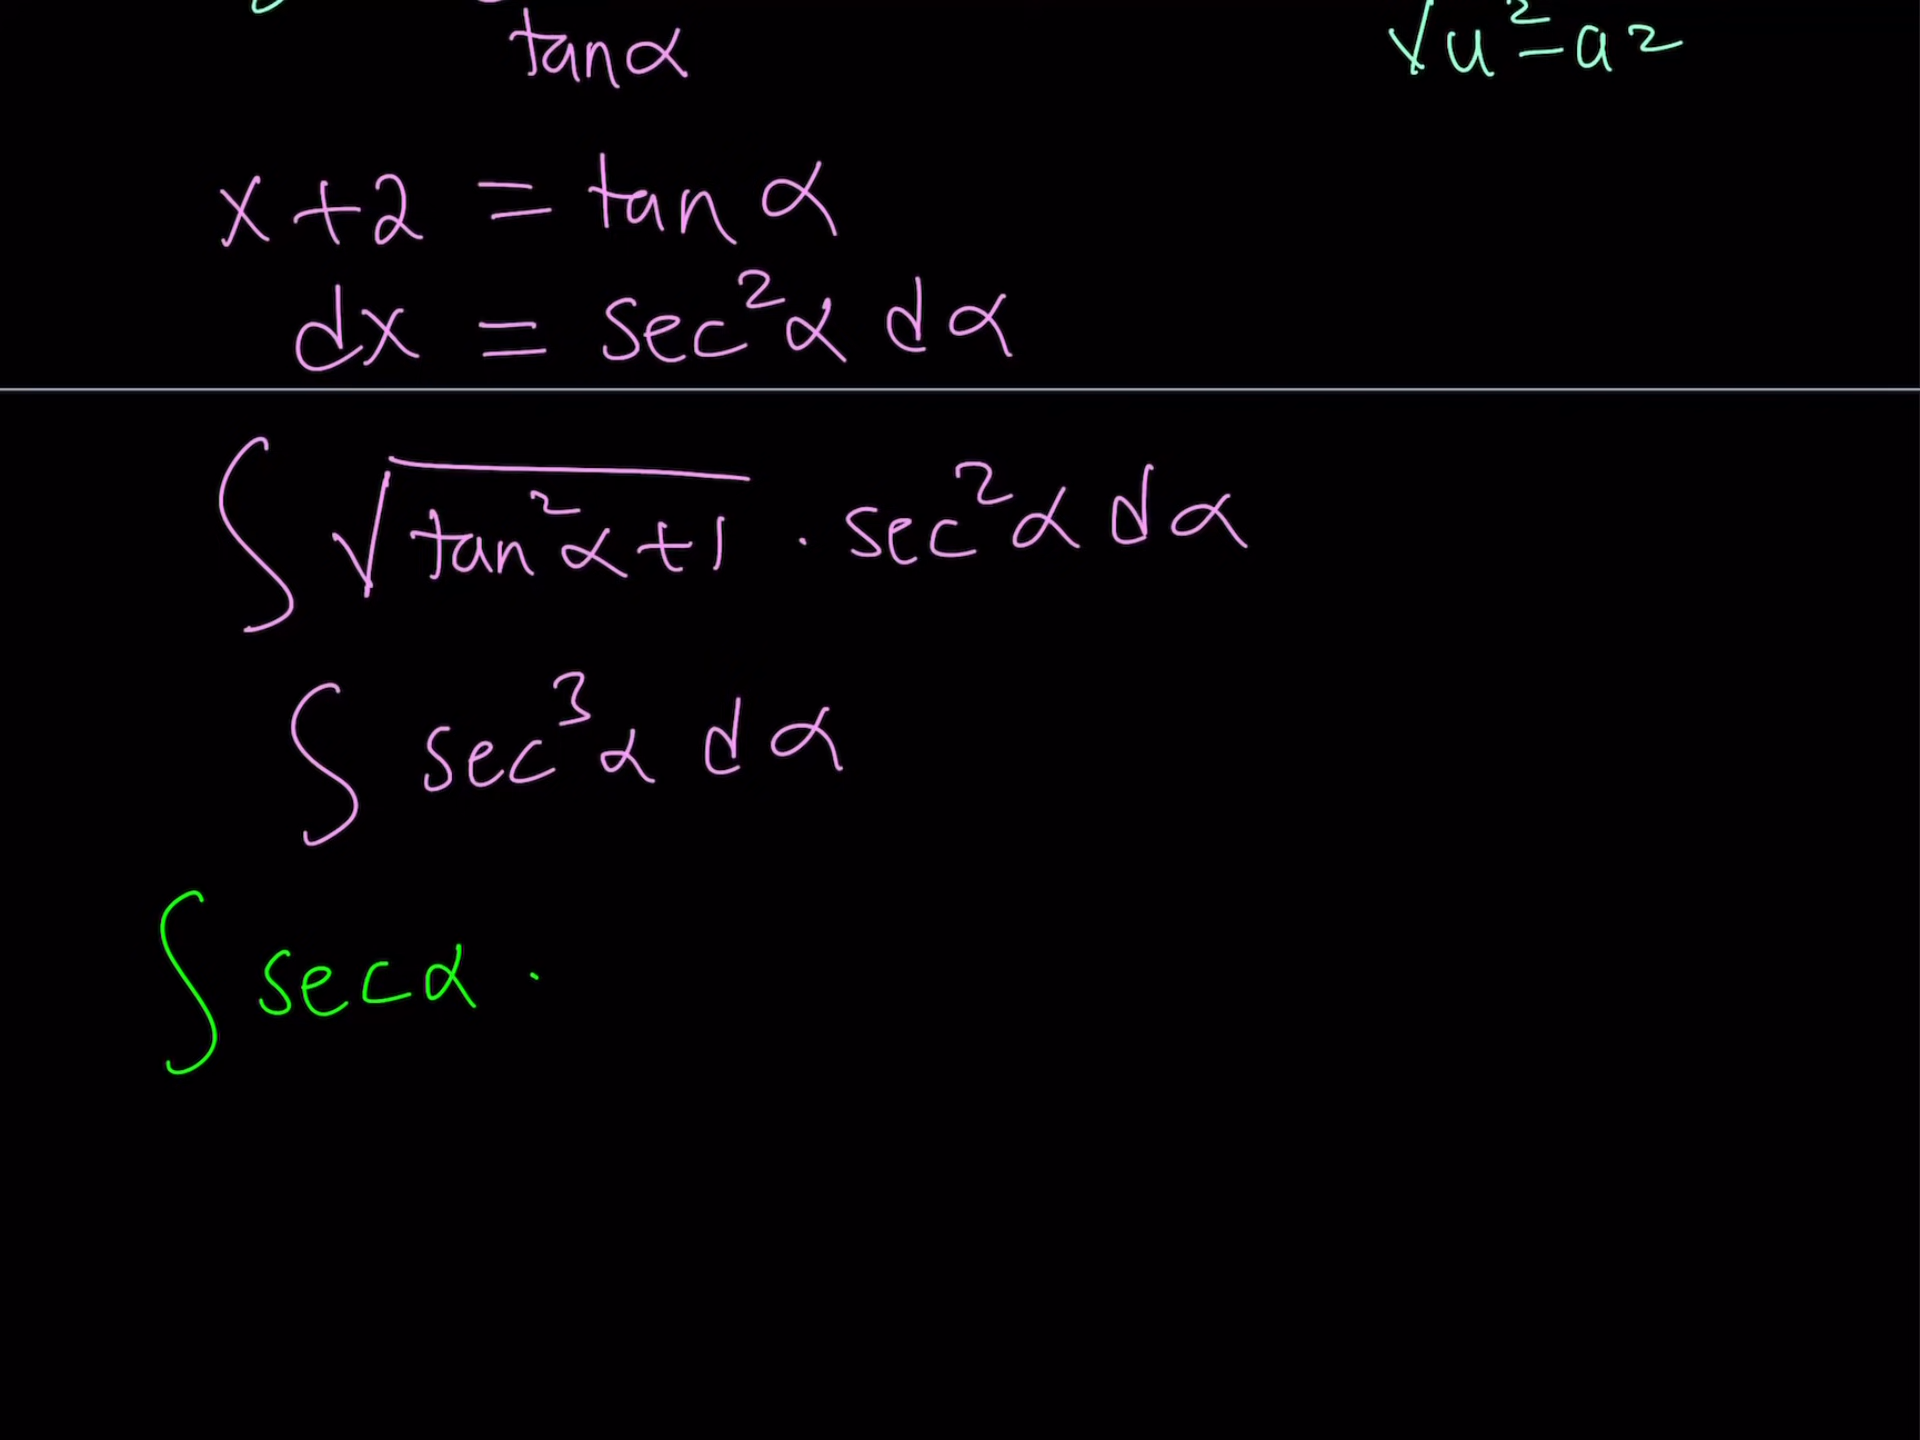 tanα √u²-a²
x+2 = tan α
dx = sec²α dα
∫ √tan²α+1 · sec²α dα
∫ sec³α dα
∫ secα ·